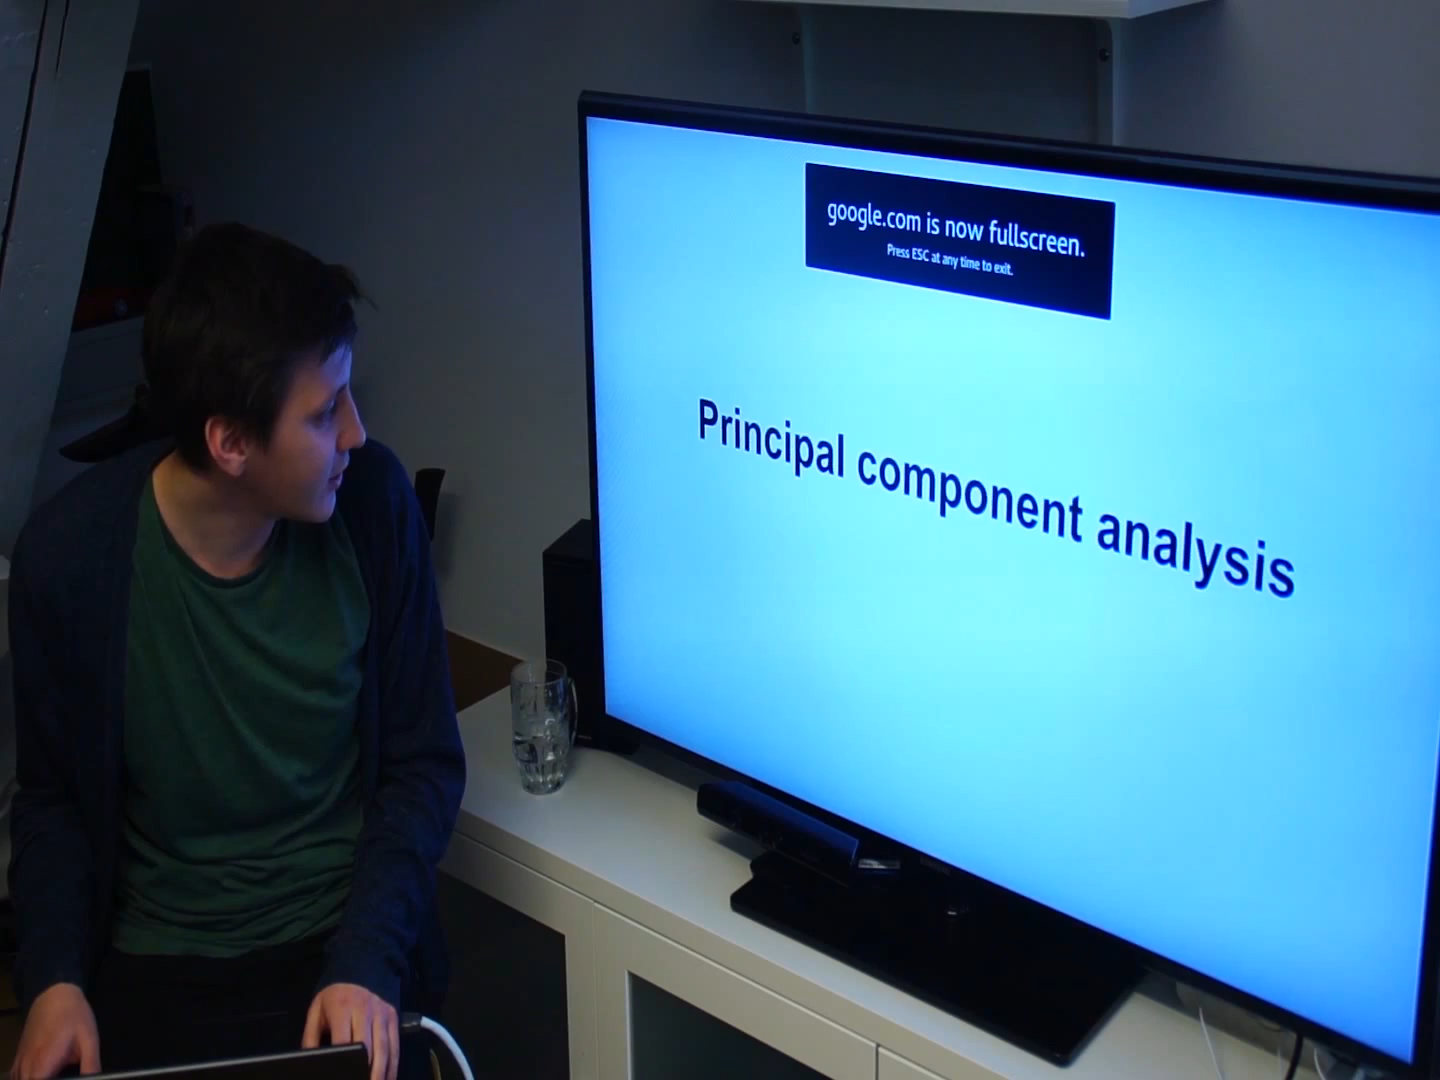 google.com is now fullscreen.
Press ESC at any time to exit.
Principal component analysis